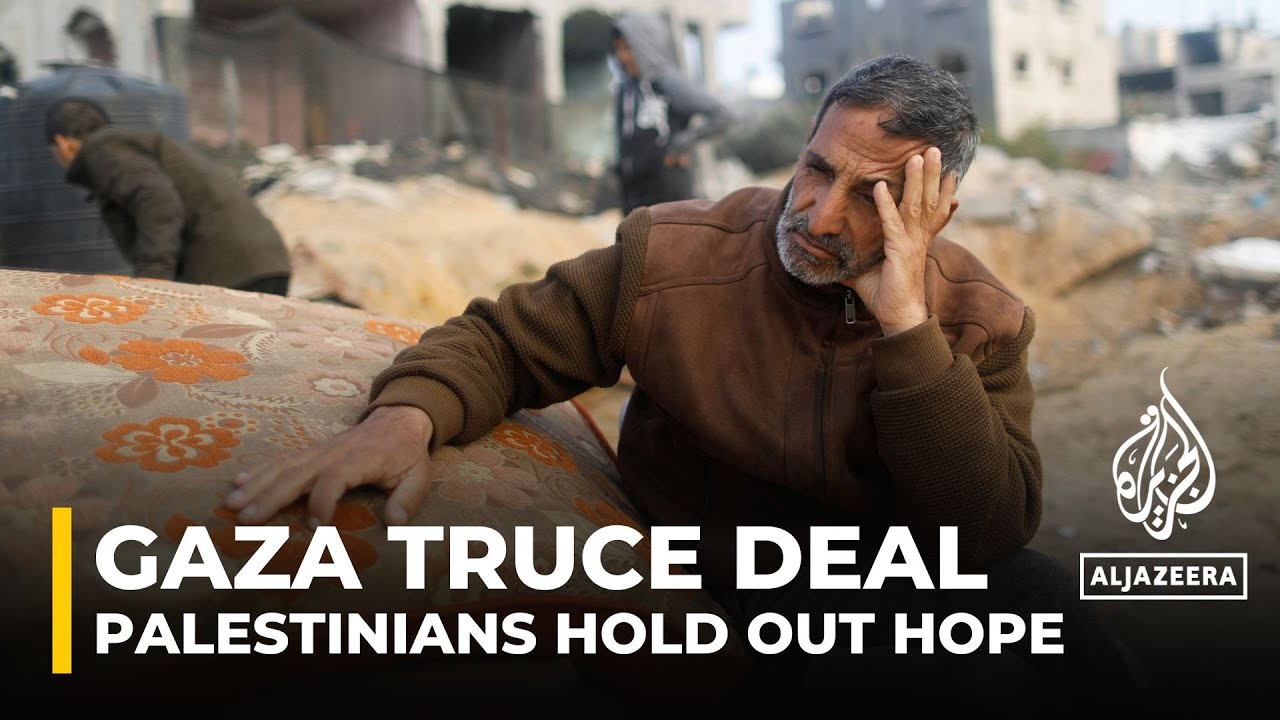 GAZA TRUCE DEAL
PALESTINIANS HOLD OUT HOPE
الجزيرة
ALJAZEERA